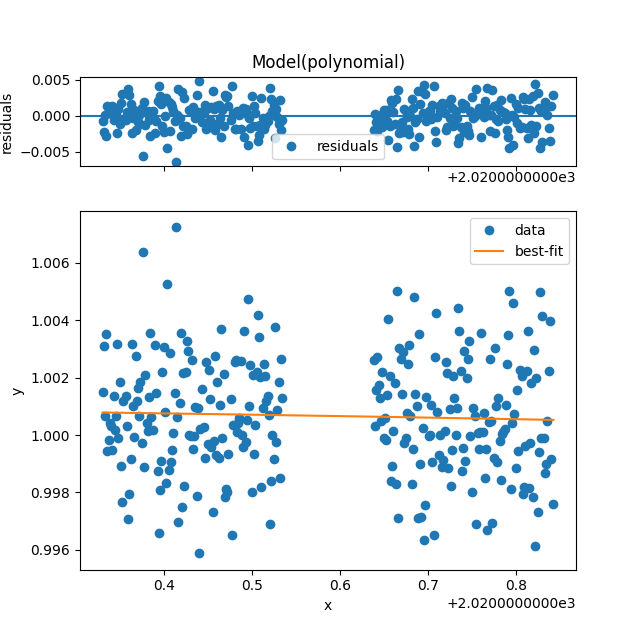 Model(polynomial)
0.005
0.000
−0.005
residuals
residuals
+2.0200000000e3
data
best-fit
1.006
1.004
1.002
1.000
0.998
0.996
y
0.4
0.5
0.6
0.7
0.8
x
+2.0200000000e3